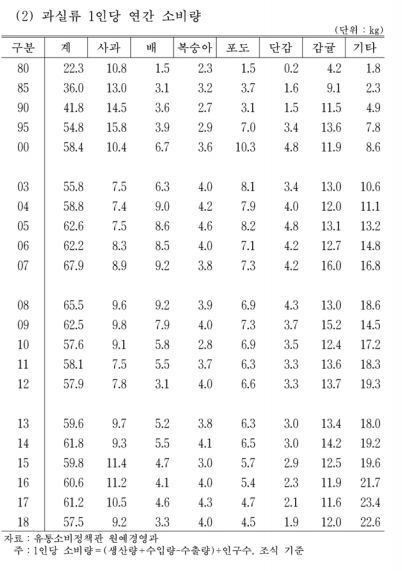 (2) 과실류 1인당 연간 소비량
(단위 : kg)
구분 계 사과 배 복숭아 포도 단감 감귤 기타
80 22.3 10.8 1.5 2.3 1.5 0.2 4.2 1.8
85 36.0 13.0 3.1 3.2 3.7 1.6 9.1 2.3
90 41.8 14.5 3.6 2.7 3.1 1.5 11.5 4.9
95 54.8 15.8 3.9 2.9 7.0 3.4 13.6 7.8
00 58.4 10.4 6.7 3.6 10.3 4.8 11.9 8.6
03 55.8 7.5 6.3 4.0 8.1 3.4 13.0 10.6
04 58.8 7.4 9.0 4.2 7.9 4.0 12.0 11.1
05 62.6 7.5 8.6 4.6 8.2 4.8 13.1 13.2
06 62.2 8.3 8.5 4.0 7.1 4.2 12.7 14.8
07 67.9 8.9 9.2 3.8 7.3 4.2 16.0 16.8
08 65.5 9.6 9.2 3.9 6.9 4.3 13.0 18.6
09 62.5 9.8 7.9 4.0 7.3 3.7 15.2 14.5
10 57.6 9.1 5.8 2.8 6.9 3.5 12.4 17.2
11 58.1 7.5 5.5 3.7 6.3 3.3 13.6 18.3
12 57.9 7.8 3.1 4.0 6.6 3.3 13.7 19.3
13 59.6 9.7 5.2 3.8 6.3 3.0 13.4 18.0
14 61.8 9.3 5.5 4.1 6.5 3.0 14.2 19.2
15 59.8 11.4 4.7 3.0 5.7 2.9 12.5 19.6
16 60.6 11.2 4.1 4.0 5.4 2.3 11.9 21.7
17 61.2 10.5 4.6 4.3 4.7 2.1 11.6 23.4
18 57.5 9.2 3.3 4.0 4.5 1.9 12.0 22.6
자료 : 유통소비정책관 원예경영과
주 : 1인당 소비량=(생산량+수입량-수출량)÷인구수, 조식 기준